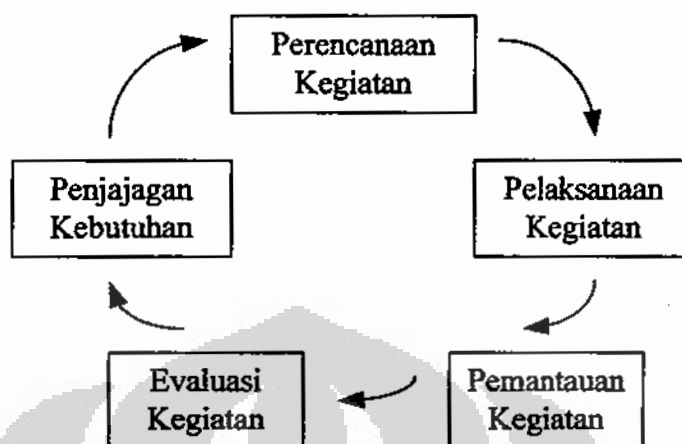 Perencanaan
Kegiatan
Penjajagan
Kebutuhan
Pelaksanaan
Kegiatan
Evaluasi
Kegiatan
Pemantauan
Kegiatan